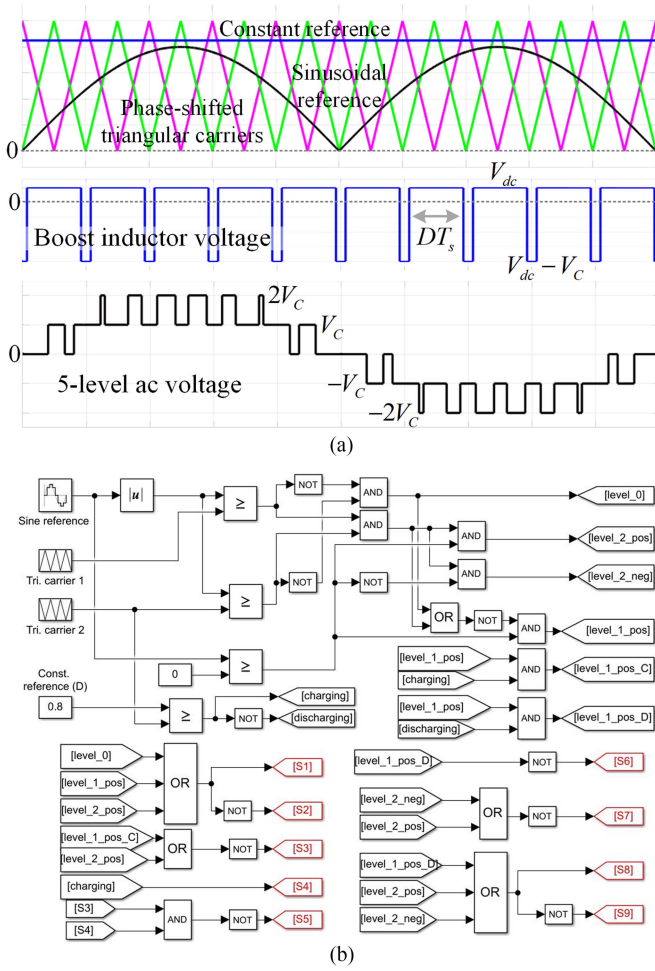 Constant reference
Sinusoidal
reference
Phase-shifted
triangular carriers
0
V_dc
0
Boost inductor voltage
DT_s
V_dc − V_C
2V_C
V_C
0
5-level ac voltage
−V_C
−2V_C
(a)
|u|
≥
NOT
AND
[level_0]
Sine reference
AND
AND
[level_2_pos]
Tri. carrier 1
≥
NOT
NOT
AND
[level_2_neg]
Tri. carrier 2
OR
NOT
AND
[level_1_pos]
0
≥
[level_1_pos]
[charging]
AND
[level_1_pos_C]
Const.
reference (D)
0.8
≥
[charging]
NOT
[discharging]
[level_1_pos]
[discharging]
AND
[level_1_pos_D]
[level_0]
[level_1_pos]
[level_2_pos]
OR
[S1]
NOT
[S2]
[level_1_pos_C]
[level_2_pos]
OR
NOT
[S3]
[charging]
[S4]
[S3]
[S4]
AND
NOT
[S5]
[level_1_pos_D]
NOT
[S6]
[level_2_neg]
[level_2_pos]
OR
NOT
[S7]
[level_1_pos_D]
[level_2_pos]
[level_2_neg]
OR
[S8]
NOT
[S9]
(b)